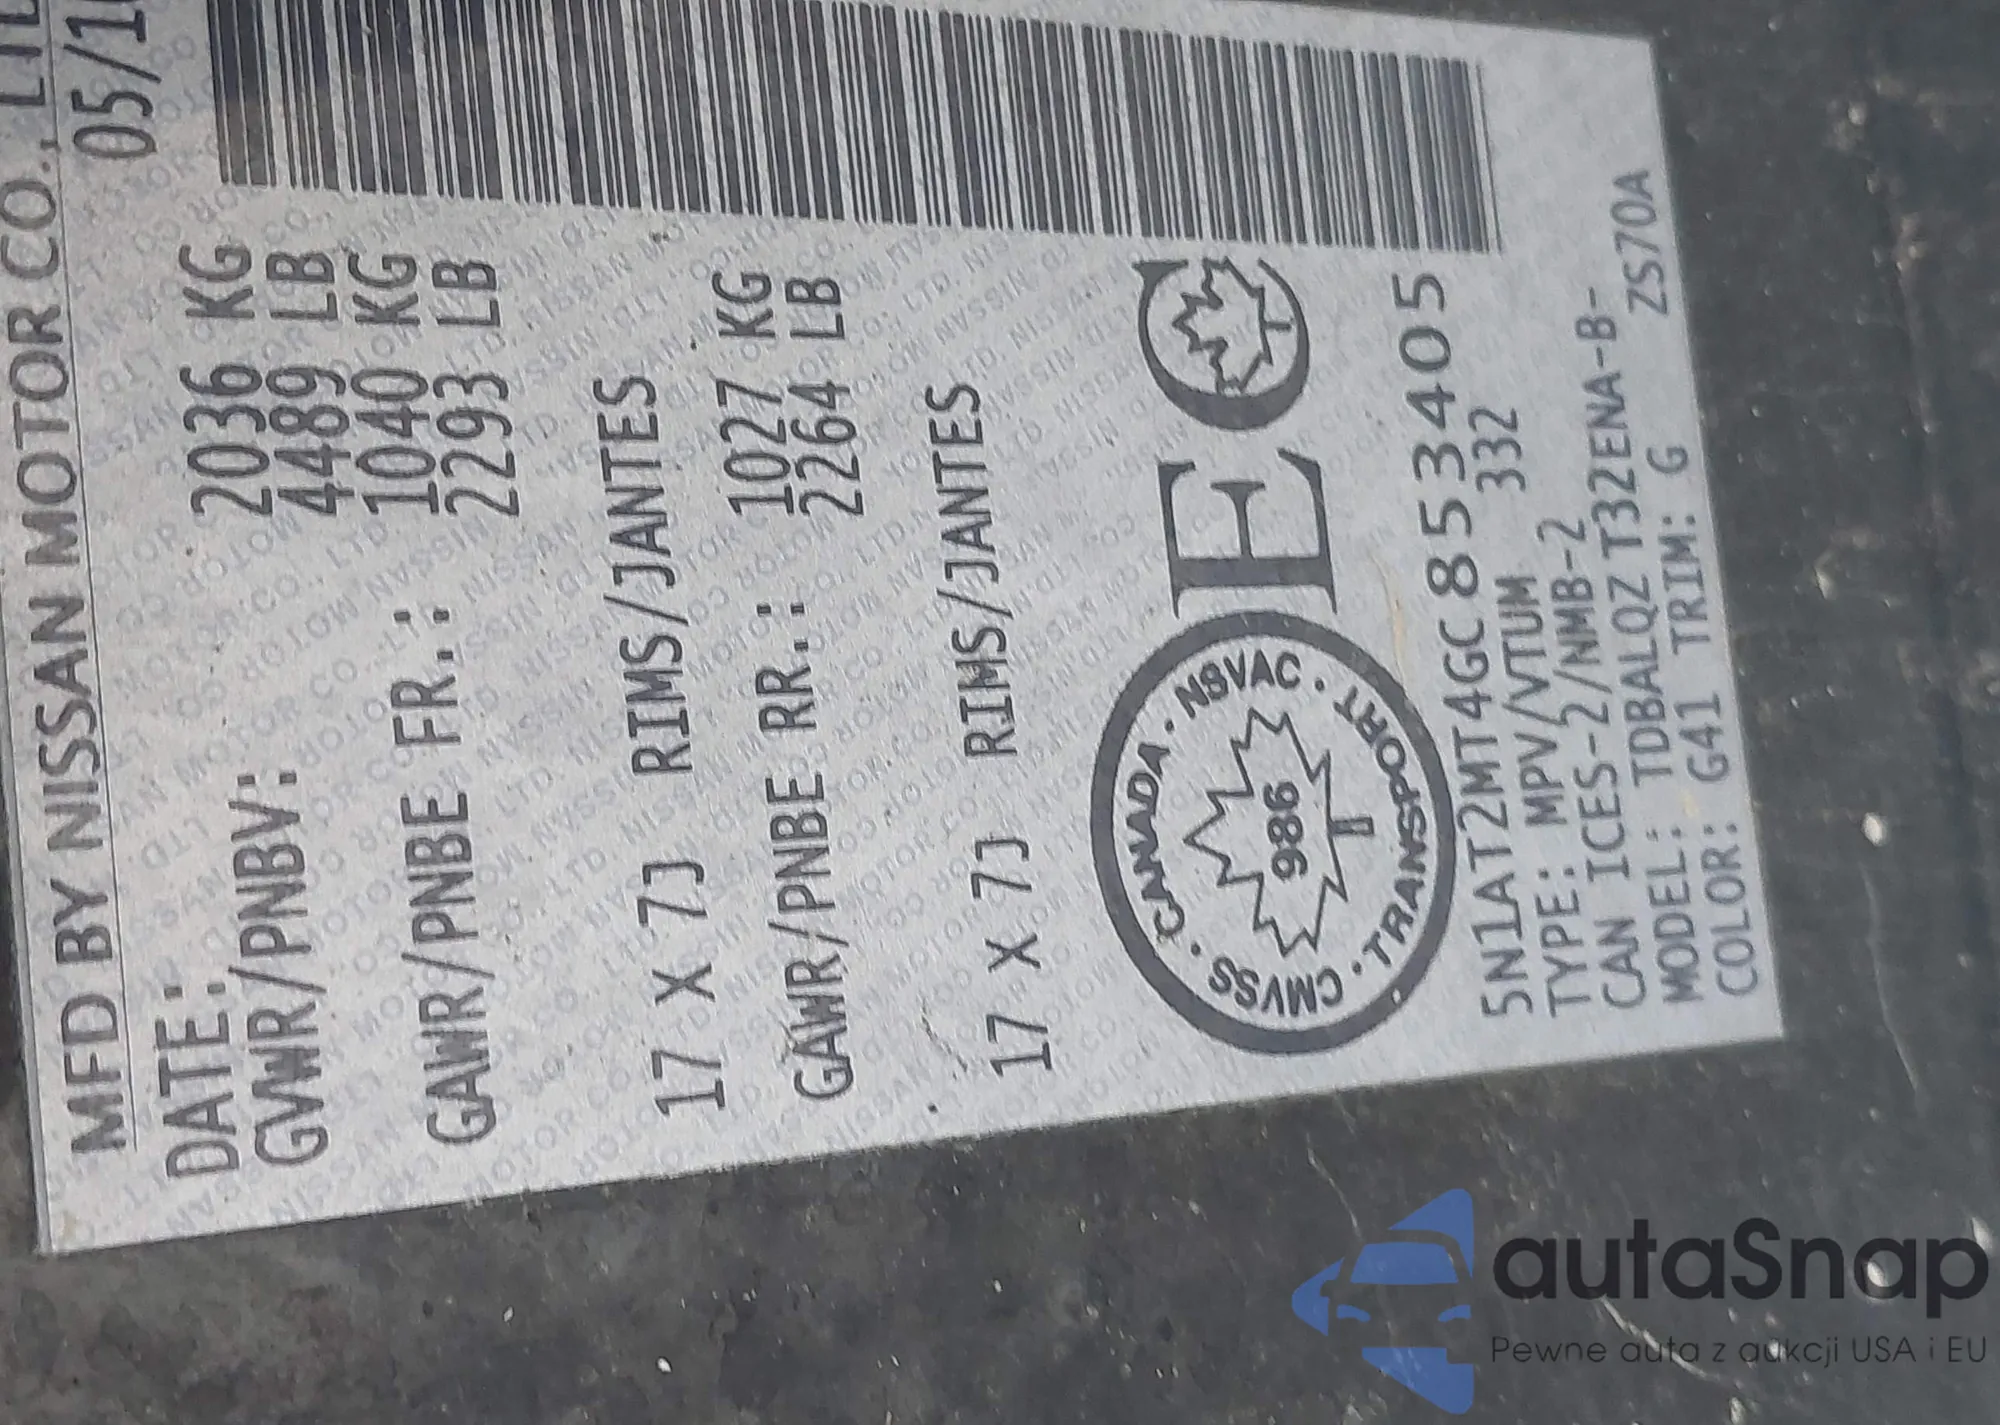 MFD BY NISSAN MOTOR CO., LTD
DATE: 05/1
GVWR/PNBV: 2036 KG
4489 LB
GAWR/PNBE FR.: 1040 KG
2293 LB
17 X 7J RIMS/JANTES
GAWR/PNBE RR.: 1027 KG
2264 LB
17 X 7J RIMS/JANTES
CMVSS · CANADA · NSVAC · TRANSPORT ·
986
EC
5N1AT2MT4GC853405
TYPE: MPV/VTUM 332
CAN ICES-2/NMB-2
MODEL: TDBALQZ T32ENA-B-
COLOR: G41 TRIM: G ZS70A
autaSnap
Pewne auta z aukcji USA i EU